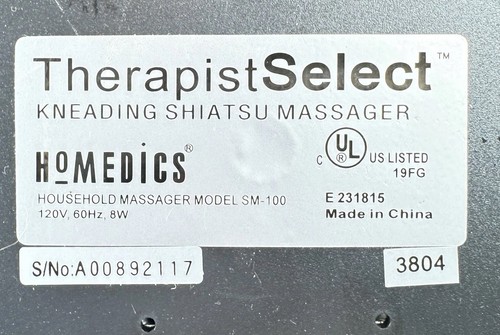 TherapistSelect™
KNEADING SHIATSU MASSAGER
HoMEDICS®
C UL® US LISTED
19FG
HOUSEHOLD MASSAGER MODEL SM-100
120V, 60Hz, 8W
E 231815
Made in China
S/No:A00892117
3804